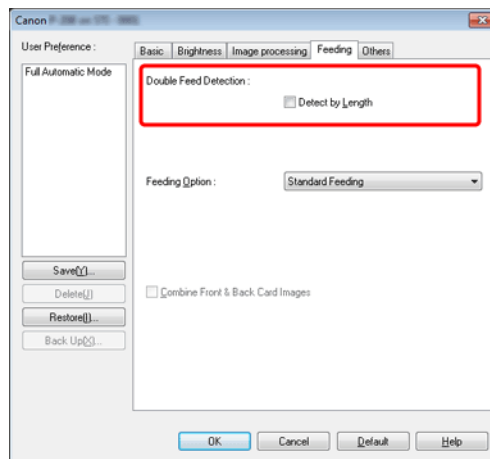 Canon
User Preference :
Full Automatic Mode
Save(Y)...
Delete(J)
Restore(I)...
Back Up(X)...
Basic Brightness Image processing Feeding Others
Double Feed Detection :
Detect by Length
Feeding Option : Standard Feeding
Combine Front & Back Card Images
OK Cancel Default Help